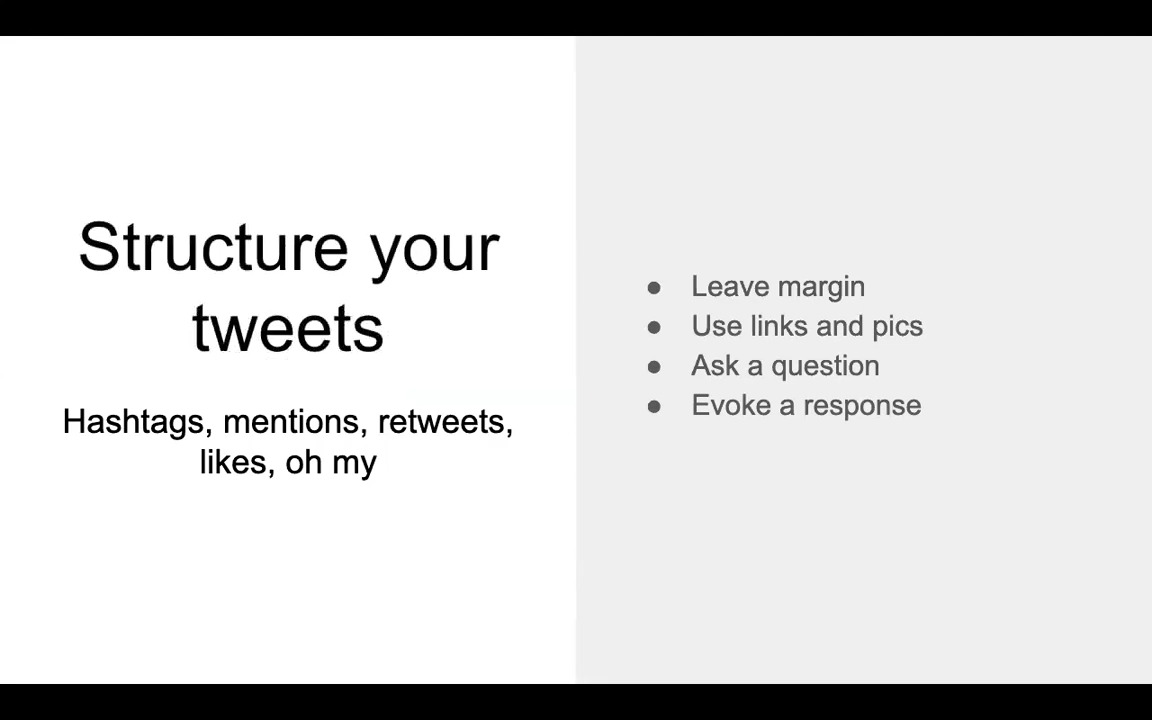 Structure your
tweets
Hashtags, mentions, retweets,
likes, oh my
● Leave margin
● Use links and pics
● Ask a question
● Evoke a response